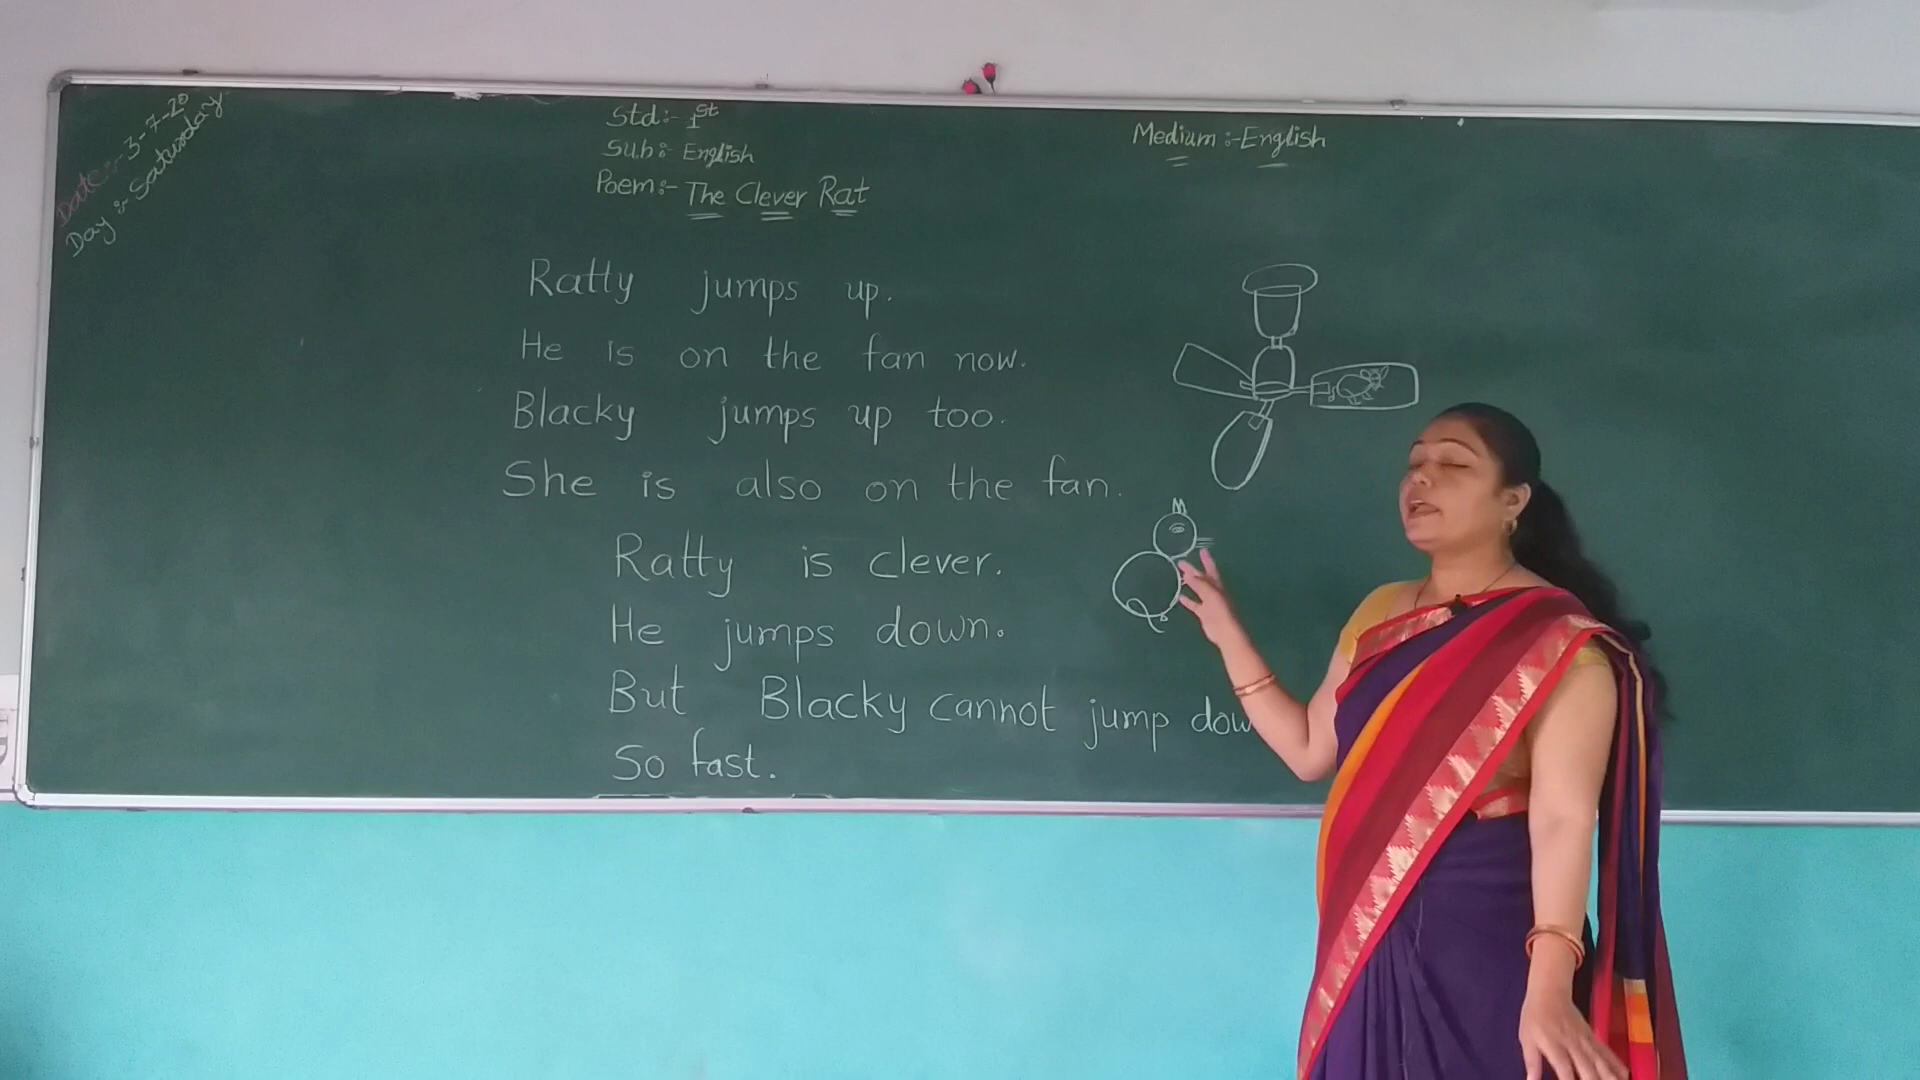 Date:-3-7-20
Day:-Saturday
Std:- 1st
Sub:- English
Poem:- The Clever Rat
Medium:-English
Ratty jumps up.
He is on the fan now.
Blacky jumps up too.
She is also on the fan.
Ratty is clever.
He jumps down.
But Blacky cannot jump dow
So fast.